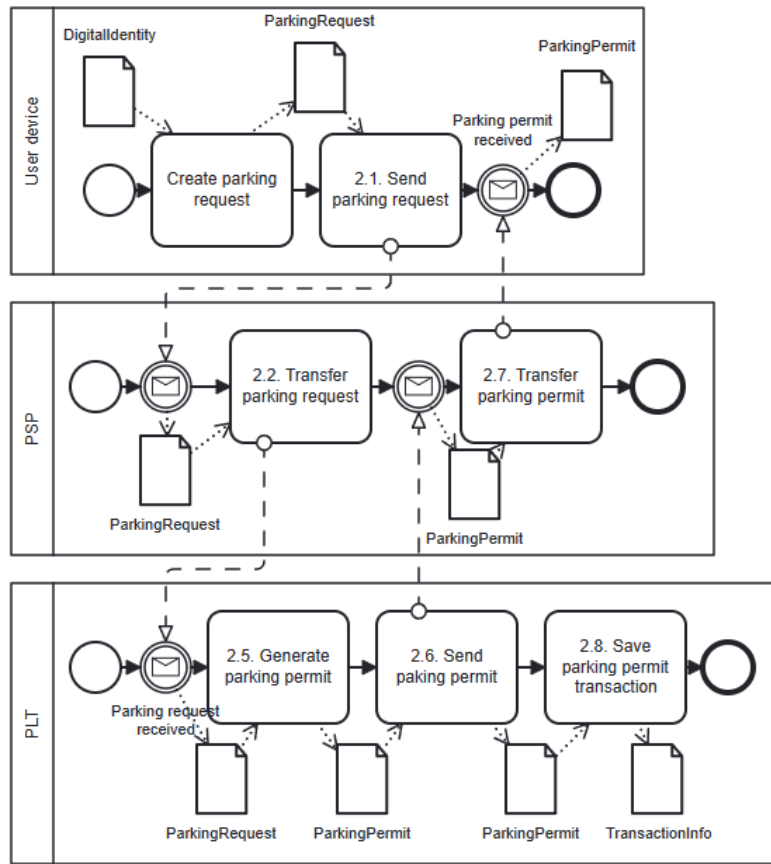 User device
DigitalIdentity
ParkingRequest
ParkingPermit
Parking permit
received
Create parking
request
2.1. Send
parking request
PSP
2.2. Transfer
parking request
2.7. Transfer
parking permit
ParkingRequest
ParkingPermit
PLT
Parking request
received
2.5. Generate
parking permit
2.6. Send
paking permit
2.8. Save
parking permit
transaction
ParkingRequest
ParkingPermit
ParkingPermit
TransactionInfo